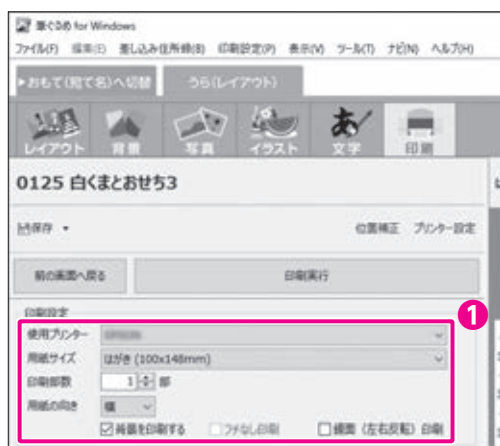 筆ぐるめ for Windows
ファイル(F) 編集(E) 差し込み住所録(B) 印刷設定(P) 表示(V) ツール(T) ナビ(N) ヘルプ(H)
▶おもて(宛て名)へ切替 うら(レイアウト)
レイアウト 背景 写真 イラスト 文字 印刷
0125 白くまとおせち3
保存 ▼ 位置補正 プリンター設定
前の画面へ戻る 印刷実行
印刷設定
1
使用プリンター
用紙サイズ はがき (100x148mm)
印刷部数 1 部
用紙の向き 横
背景を印刷する フチなし印刷 鏡面 (左右反転) 印刷